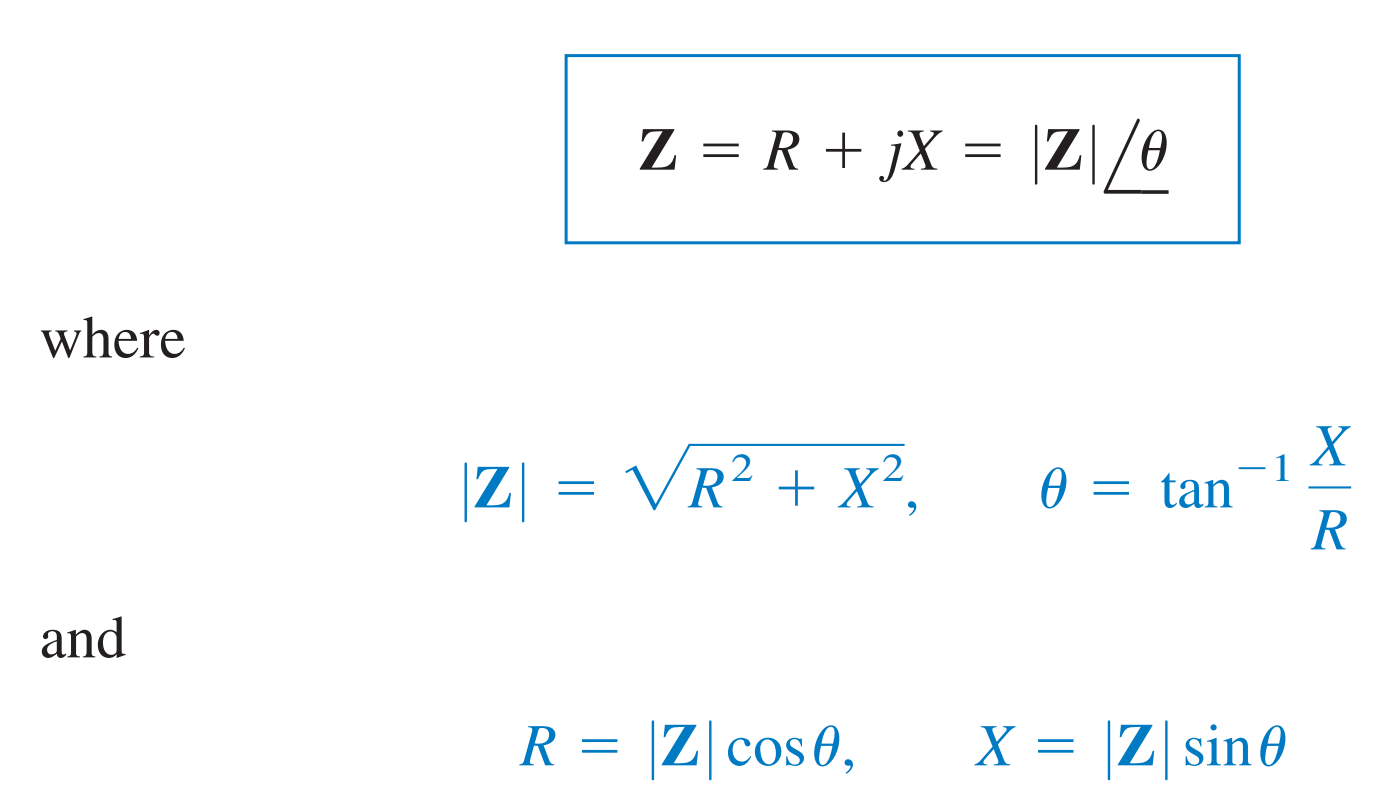 Z = R + jX = |Z|∠θ
where
|Z| = √(R² + X²), θ = tan⁻¹ X/R
and
R = |Z| cos θ, X = |Z| sin θ